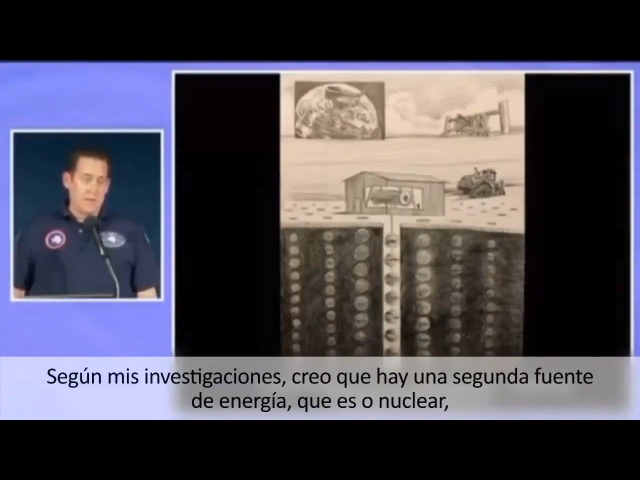 Según mis investigaciones, creo que hay una segunda fuente
de energía, que es o nuclear,